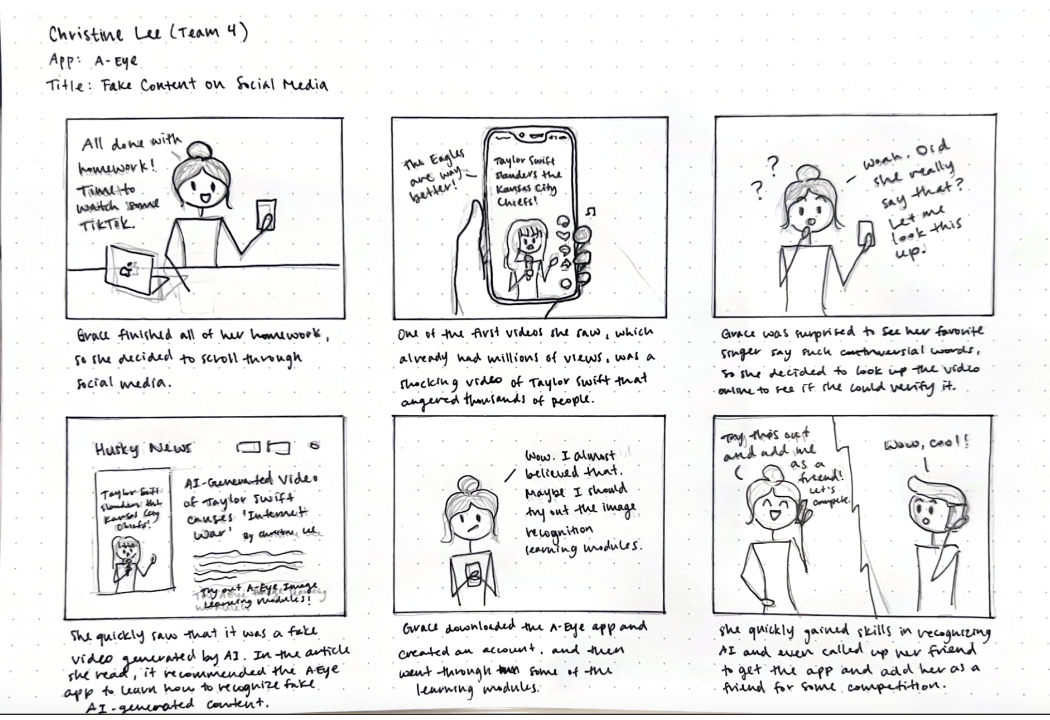 Christine Lee (Team 4)
App: A-Eye
Title: Fake Content on Social Media
All done with
homework!
Time to
watch some
TikTok.
Grace finished all of her homework,
so she decided to scroll through
social media.
The Eagles
are way
better!
Taylor Swift
slanders the
Kansas City
Chiefs!
One of the first videos she saw, which
already had millions of views, was a
shocking video of Taylor Swift that
angered thousands of people.
? ?
Woah. Did
she really
say that?
Let me
look this
up!
Grace was surprised to see her favorite
singer say such controversial words,
so she decided to look up the video
online to see if she could verify it.
Husky News
Taylor Swift
slanders the
Kansas City
Chiefs!
AI-Generated Video
of Taylor Swift
causes 'Internet
War'
By Christine Lee
Try out A-Eye Image
Learning modules!
She quickly saw that it was a fake
video generated by AI. In the article
she read, it recommended the A-Eye
app to learn how to recognize fake
AI-generated content.
Wow. I almost
believed that.
Maybe I should
try out the image
recognition
learning modules.
Grace downloaded the A-Eye app and
created an account, and then
went through some of the
learning modules.
Try this out
and add me
as a
friend!
Let's
compete.
Wow, cool!
She quickly gained skills in recognizing
AI and even called up her friend
to get the app and add her as a
friend for some competition.